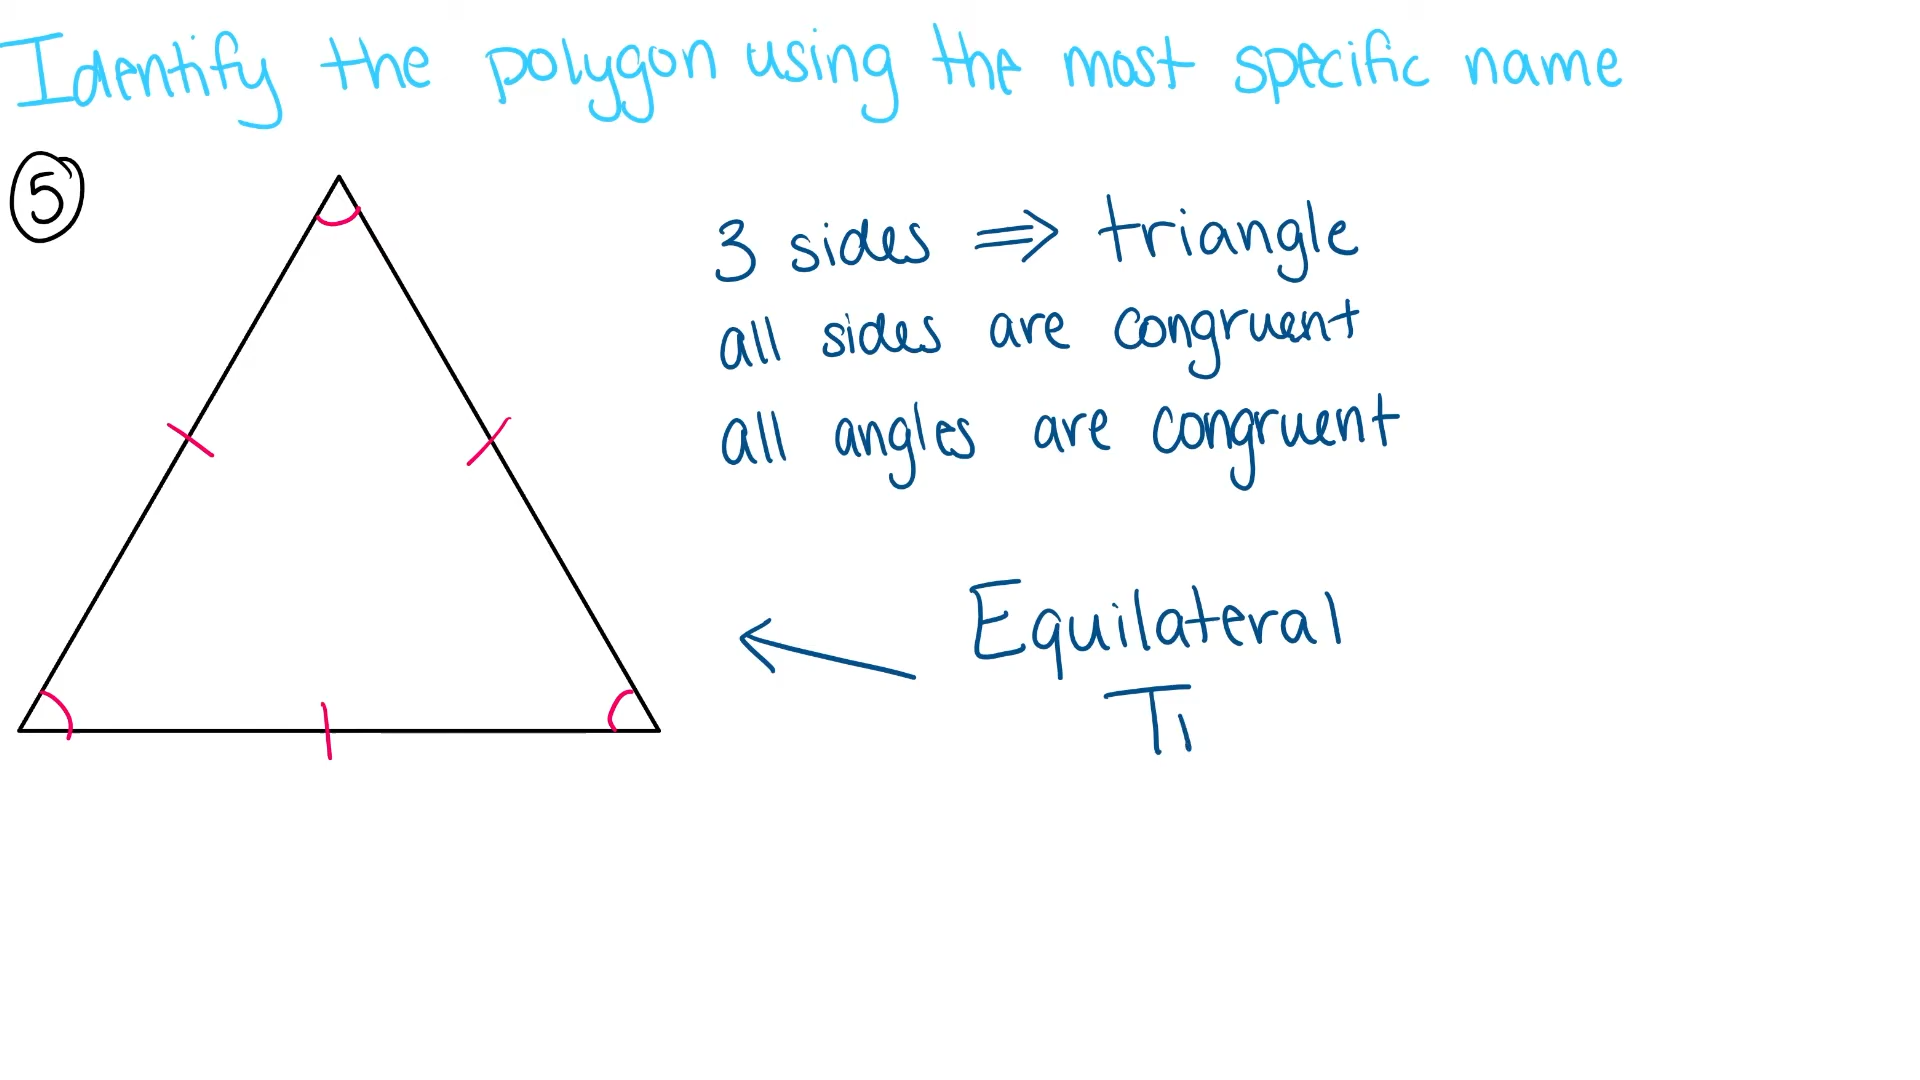 Identify the polygon using the most specific name
5
3 sides ⇒ triangle
all sides are congruent
all angles are congruent
Equilateral
Tr